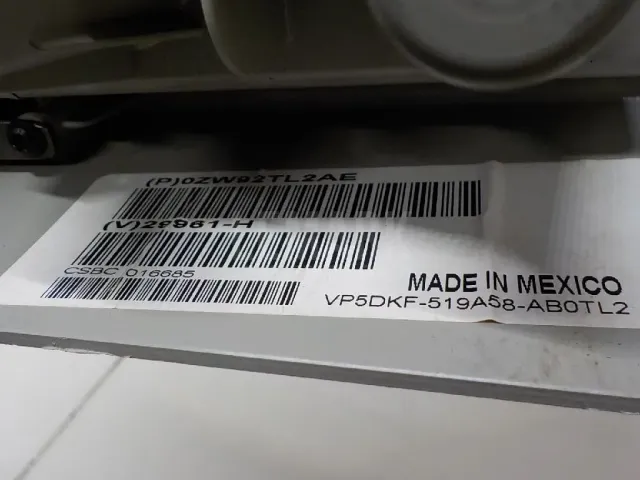 (P)0ZW92TL2AE
(V)29961-H
CSBC 016685
MADE IN MEXICO
VP5DKF-519A58-AB0TL2